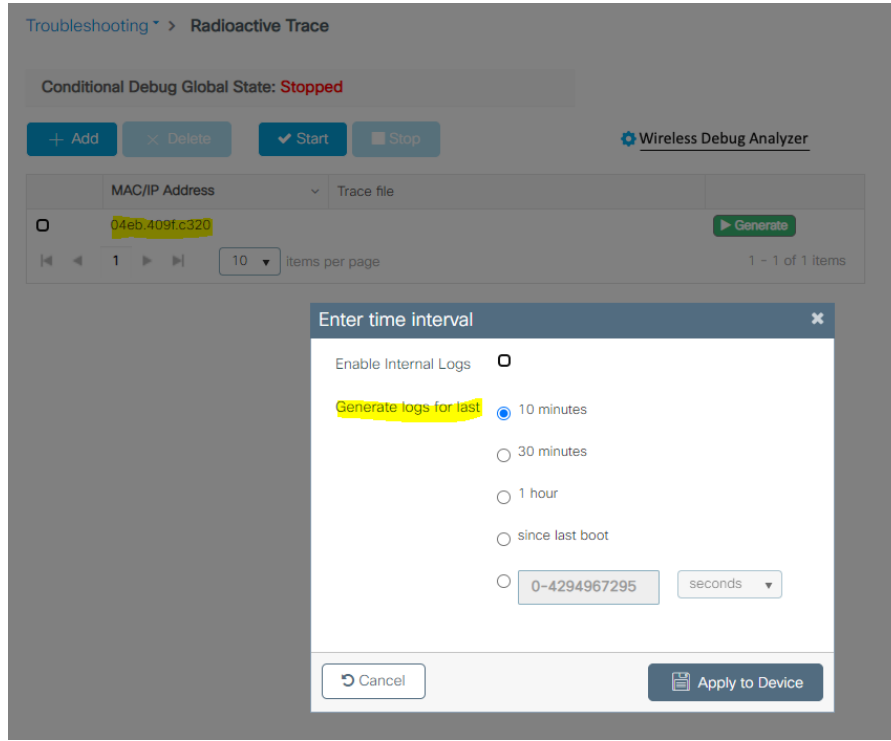 Troubleshooting > Radioactive Trace
Conditional Debug Global State: Stopped
+ Add × Delete ✔ Start Stop Wireless Debug Analyzer
MAC/IP Address Trace file
04eb.409f.c320 Generate
1 10 items per page 1 - 1 of 1 items
Enter time interval ×
Enable Internal Logs
Generate logs for last 10 minutes
30 minutes
1 hour
since last boot
0-4294967295 seconds
Cancel Apply to Device